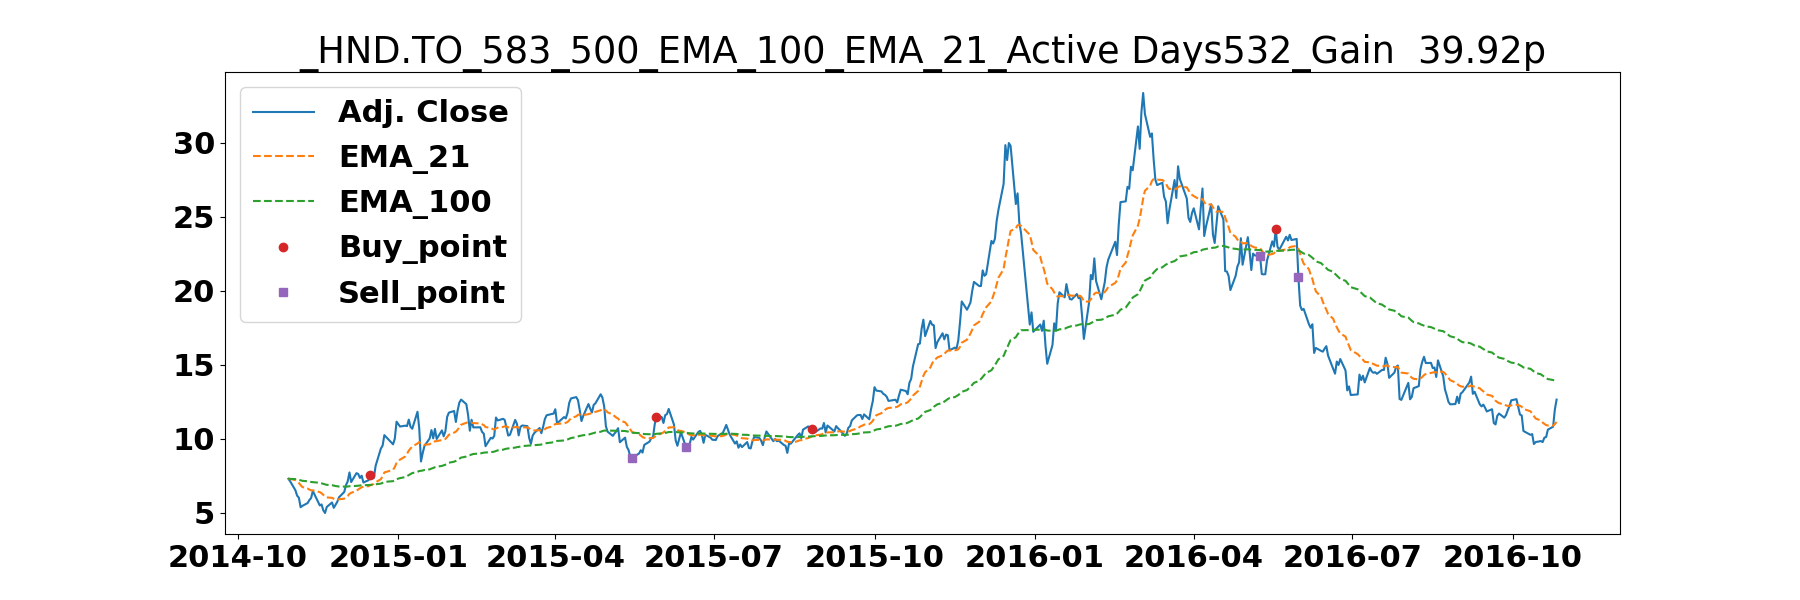 _HND.TO_583_500_EMA_100_EMA_21_Active Days532_Gain  39.92p
Adj. Close
EMA_21
EMA_100
Buy_point
Sell_point
30
25
20
15
10
5
2014-10 2015-01 2015-04 2015-07 2015-10 2016-01 2016-04 2016-07 2016-10